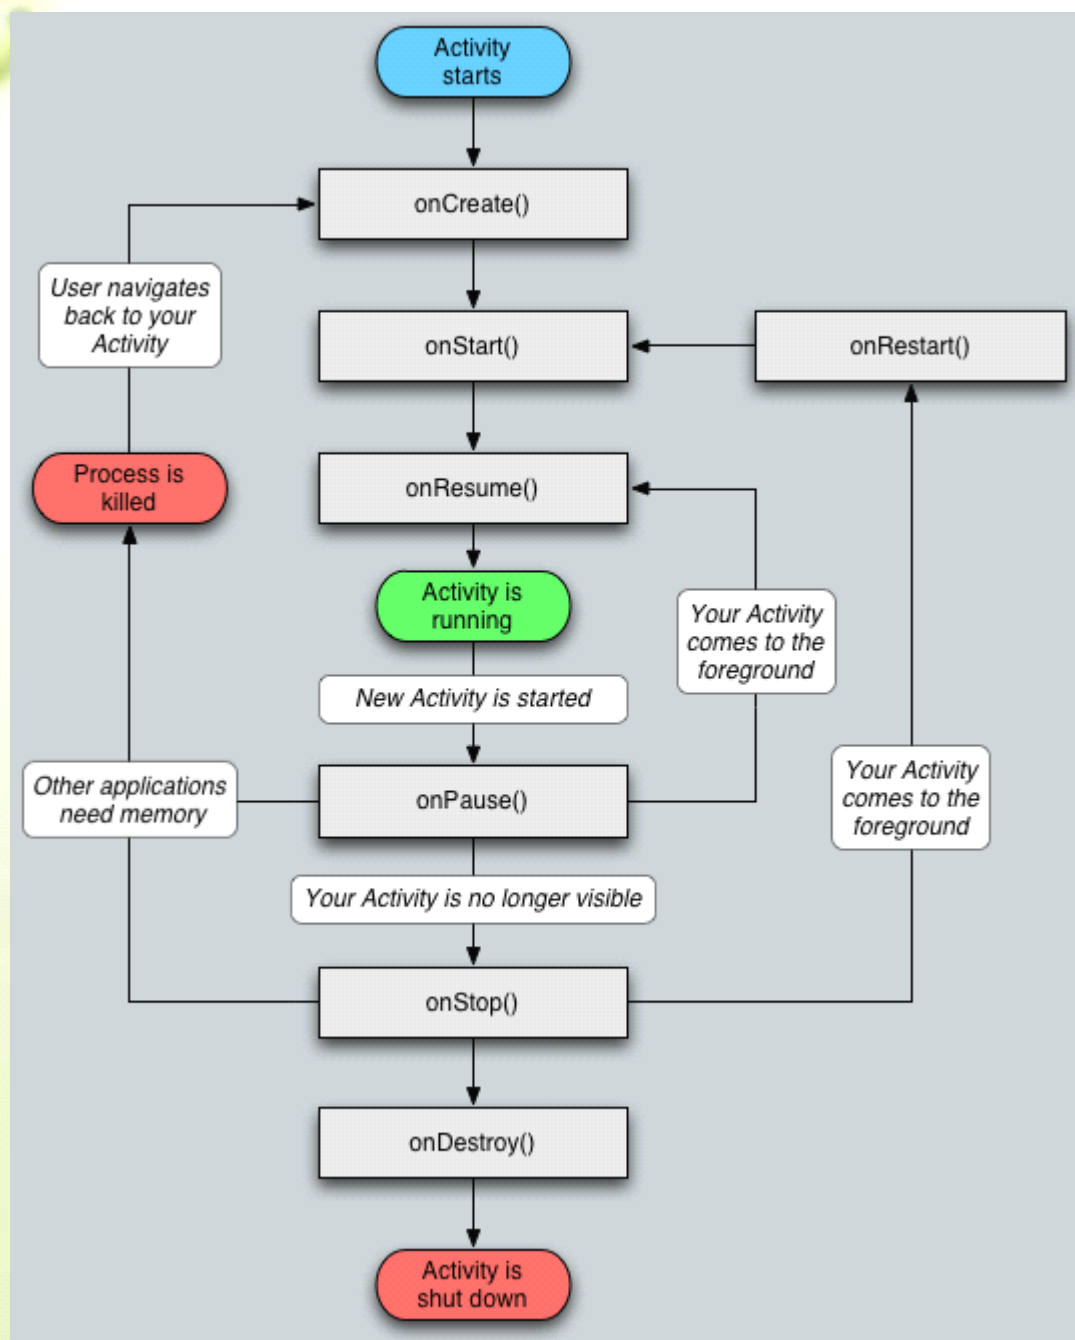 Activity
starts
onCreate()
User navigates
back to your
Activity
onStart()
onRestart()
Process is
killed
onResume()
Activity is
running
Your Activity
comes to the
foreground
New Activity is started
Other applications
need memory
onPause()
Your Activity
comes to the
foreground
Your Activity is no longer visible
onStop()
onDestroy()
Activity is
shut down